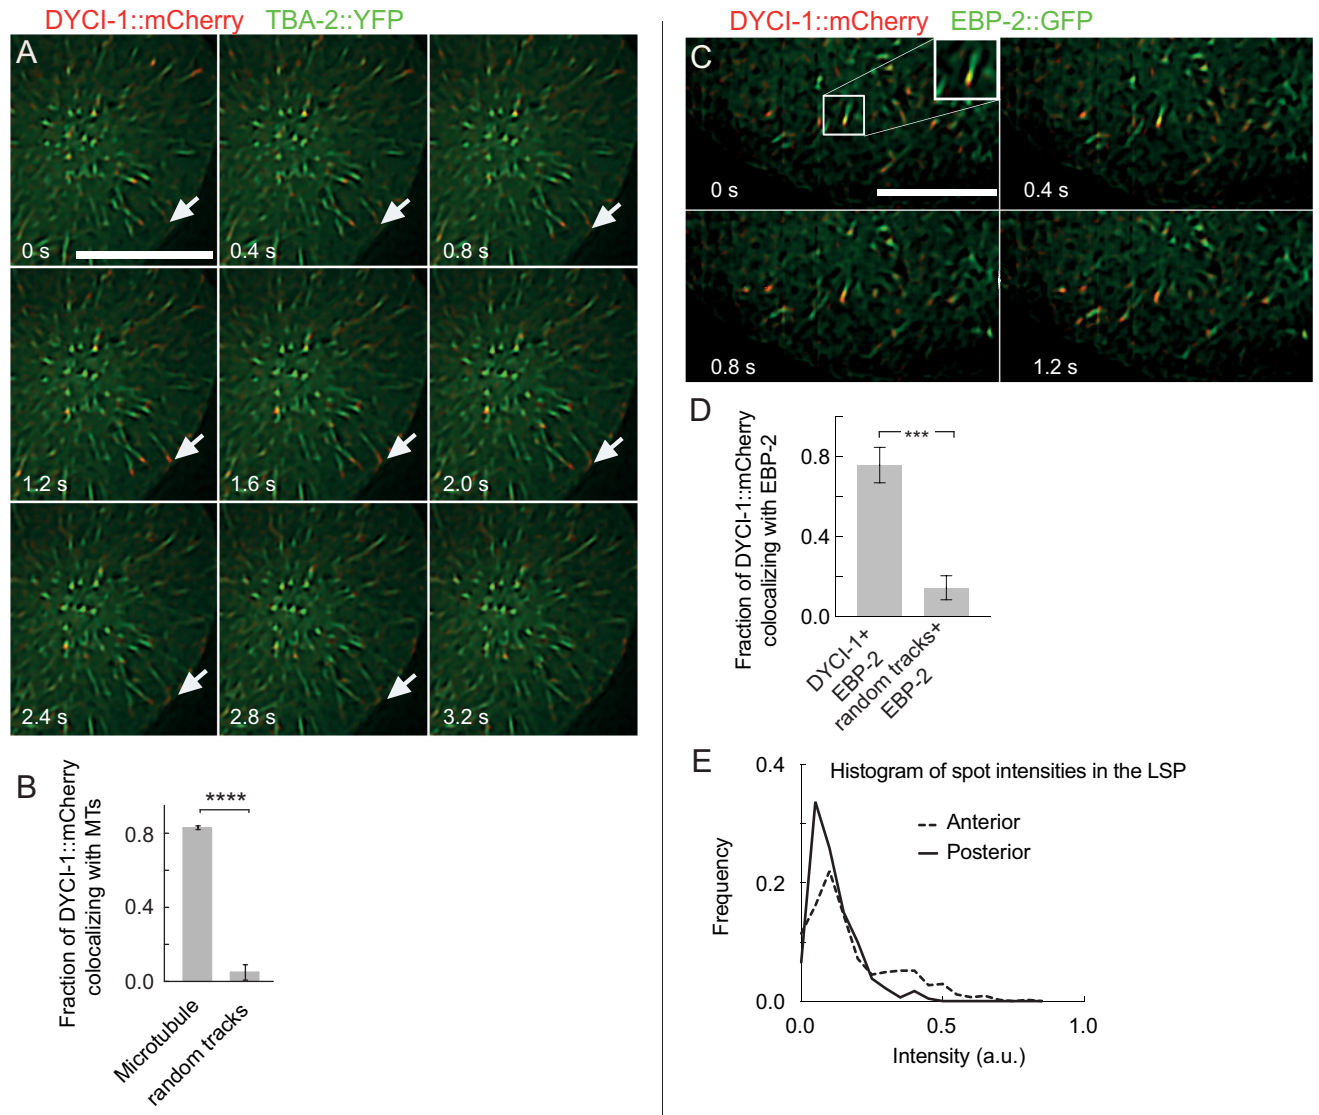 DYCI-1::mCherry TBA-2::YFP
A
0 s
0.4 s
0.8 s
1.2 s
1.6 s
2.0 s
2.4 s
2.8 s
3.2 s
B
Fraction of DYCI-1::mCherry
colocalizing with MTs
0.8
0.4
0.0
****
Microtubule
random tracks
DYCI-1::mCherry EBP-2::GFP
C
0 s
0.4 s
0.8 s
1.2 s
D
Fraction of DYCI-1::mCherry
colocalizing with EBP-2
0.8
0.4
0.0
***
DYCI-1+
EBP-2
random tracks+
EBP-2
E
Histogram of spot intensities in the LSP
Anterior
Posterior
Frequency
0.4
0.2
0.0
0.0 0.5 1.0
Intensity (a.u.)